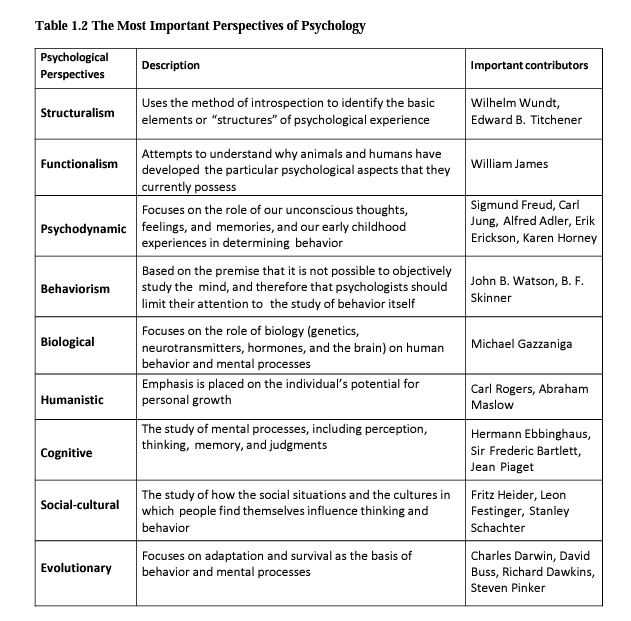 Table 1.2 The Most Important Perspectives of Psychology
Psychological
Perspectives
Description
Important contributors
Structuralism
Uses the method of introspection to identify the basic
elements or “structures” of psychological experience
Wilhelm Wundt,
Edward B. Titchener
Functionalism
Attempts to understand why animals and humans have
developed the particular psychological aspects that they
currently possess
William James
Psychodynamic
Focuses on the role of our unconscious thoughts,
feelings, and memories, and our early childhood
experiences in determining behavior
Sigmund Freud, Carl
Jung, Alfred Adler, Erik
Erickson, Karen Horney
Behaviorism
Based on the premise that it is not possible to objectively
study the mind, and therefore that psychologists should
limit their attention to the study of behavior itself
John B. Watson, B. F.
Skinner
Biological
Focuses on the role of biology (genetics,
neurotransmitters, hormones, and the brain) on human
behavior and mental processes
Michael Gazzaniga
Humanistic
Emphasis is placed on the individual’s potential for
personal growth
Carl Rogers, Abraham
Maslow
Cognitive
The study of mental processes, including perception,
thinking, memory, and judgments
Hermann Ebbinghaus,
Sir Frederic Bartlett,
Jean Piaget
Social-cultural
The study of how the social situations and the cultures in
which people find themselves influence thinking and
behavior
Fritz Heider, Leon
Festinger, Stanley
Schachter
Evolutionary
Focuses on adaptation and survival as the basis of
behavior and mental processes
Charles Darwin, David
Buss, Richard Dawkins,
Steven Pinker